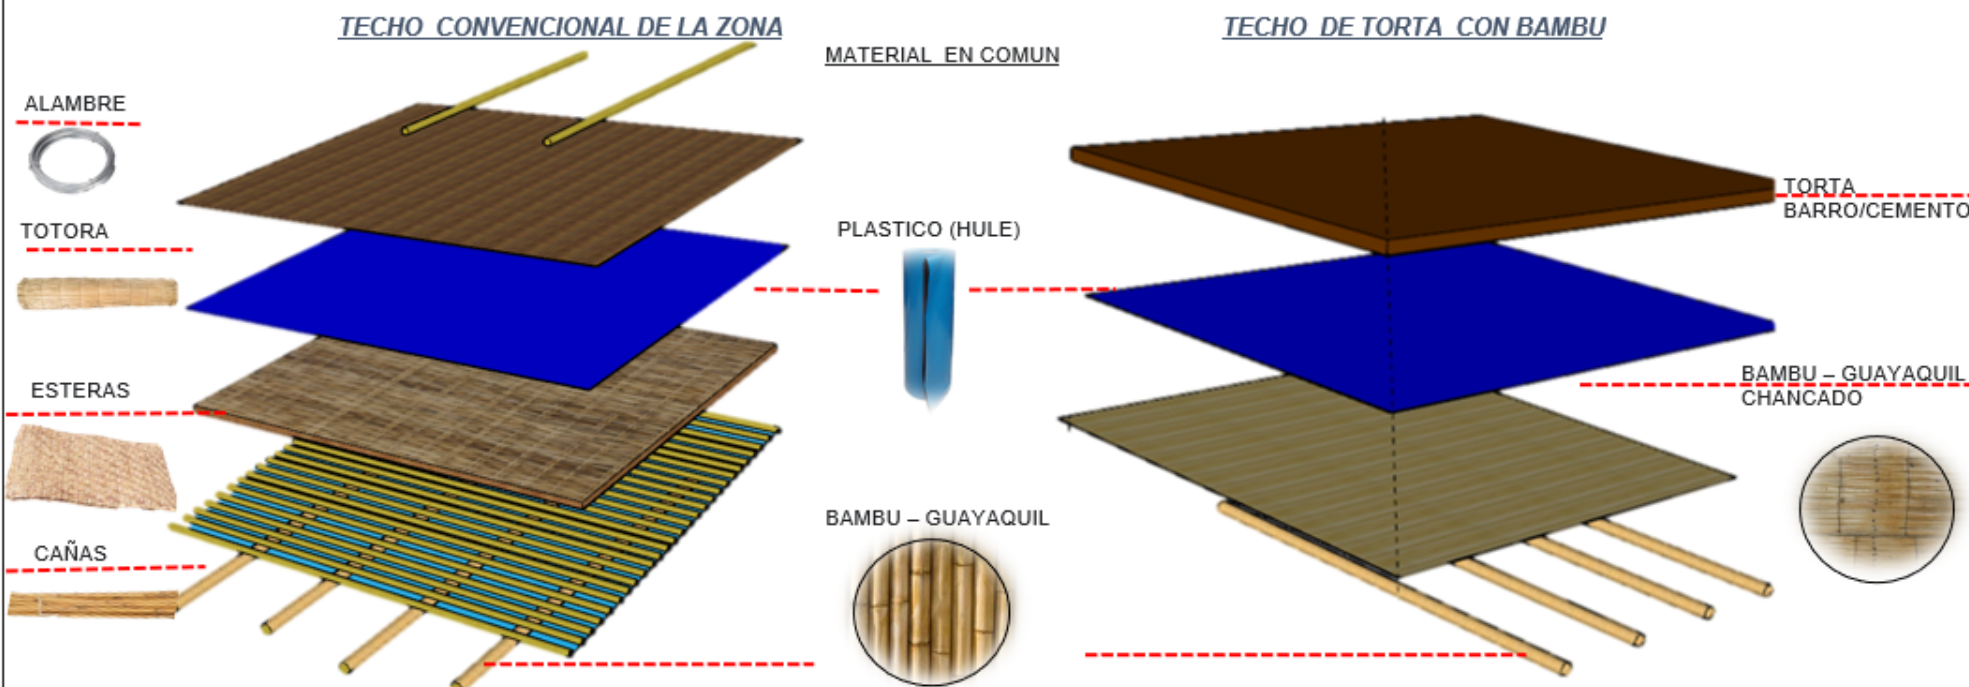 TECHO CONVENCIONAL DE LA ZONA
TECHO DE TORTA CON BAMBU
MATERIAL EN COMUN
ALAMBRE
TORTA
BARRO/CEMENTO
TOTORA
PLASTICO (HULE)
BAMBU – GUAYAQUIL
CHANCADO
ESTERAS
BAMBU – GUAYAQUIL
CAÑAS